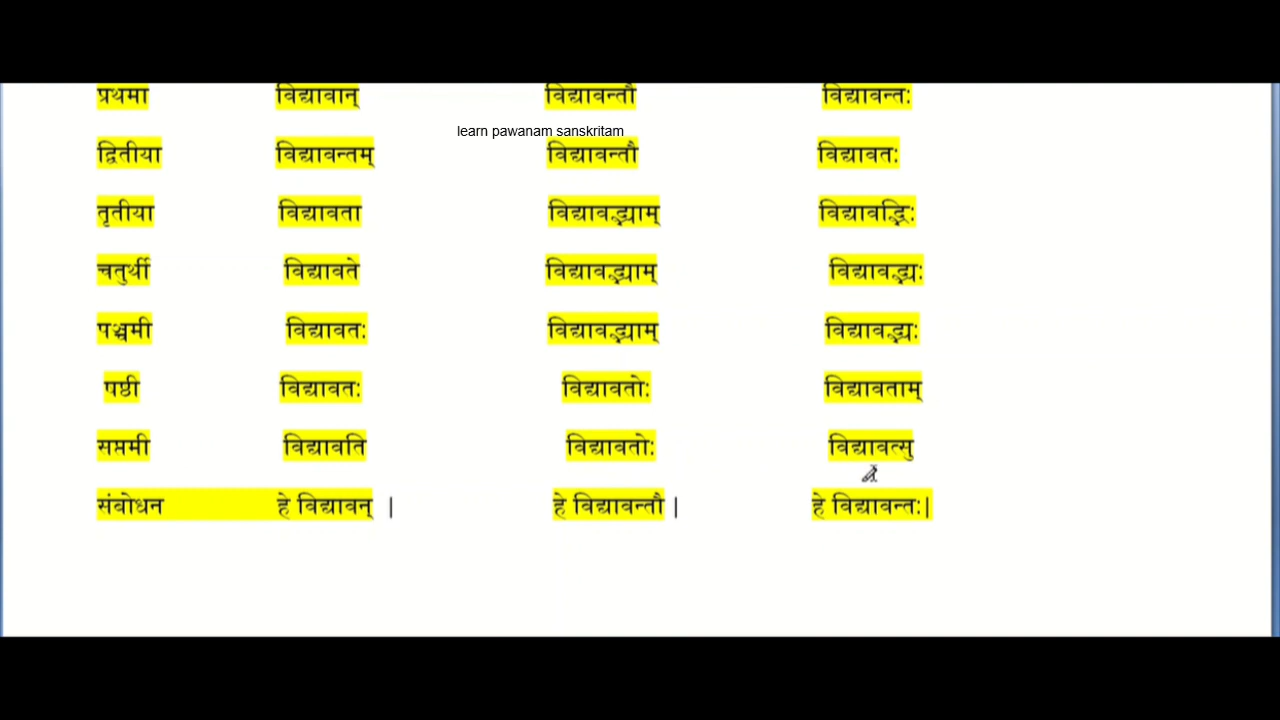 प्रथमा विद्यावान् विद्यावन्तौ विद्यावन्तः
learn pawanam sanskritam
द्वितीया विद्यावन्तम् विद्यावन्तौ विद्यावतः
तृतीया विद्यावता विद्यावद्भ्याम् विद्यावद्भिः
चतुर्थी विद्यावते विद्यावद्भ्याम् विद्यावद्भ्यः
पञ्चमी विद्यावतः विद्यावद्भ्याम् विद्यावद्भ्यः
षष्ठी विद्यावतः विद्यावतोः विद्यावताम्
सप्तमी विद्यावति विद्यावतोः विद्यावत्सु
संबोधन हे विद्यावन् | हे विद्यावन्तौ | हे विद्यावन्तः|